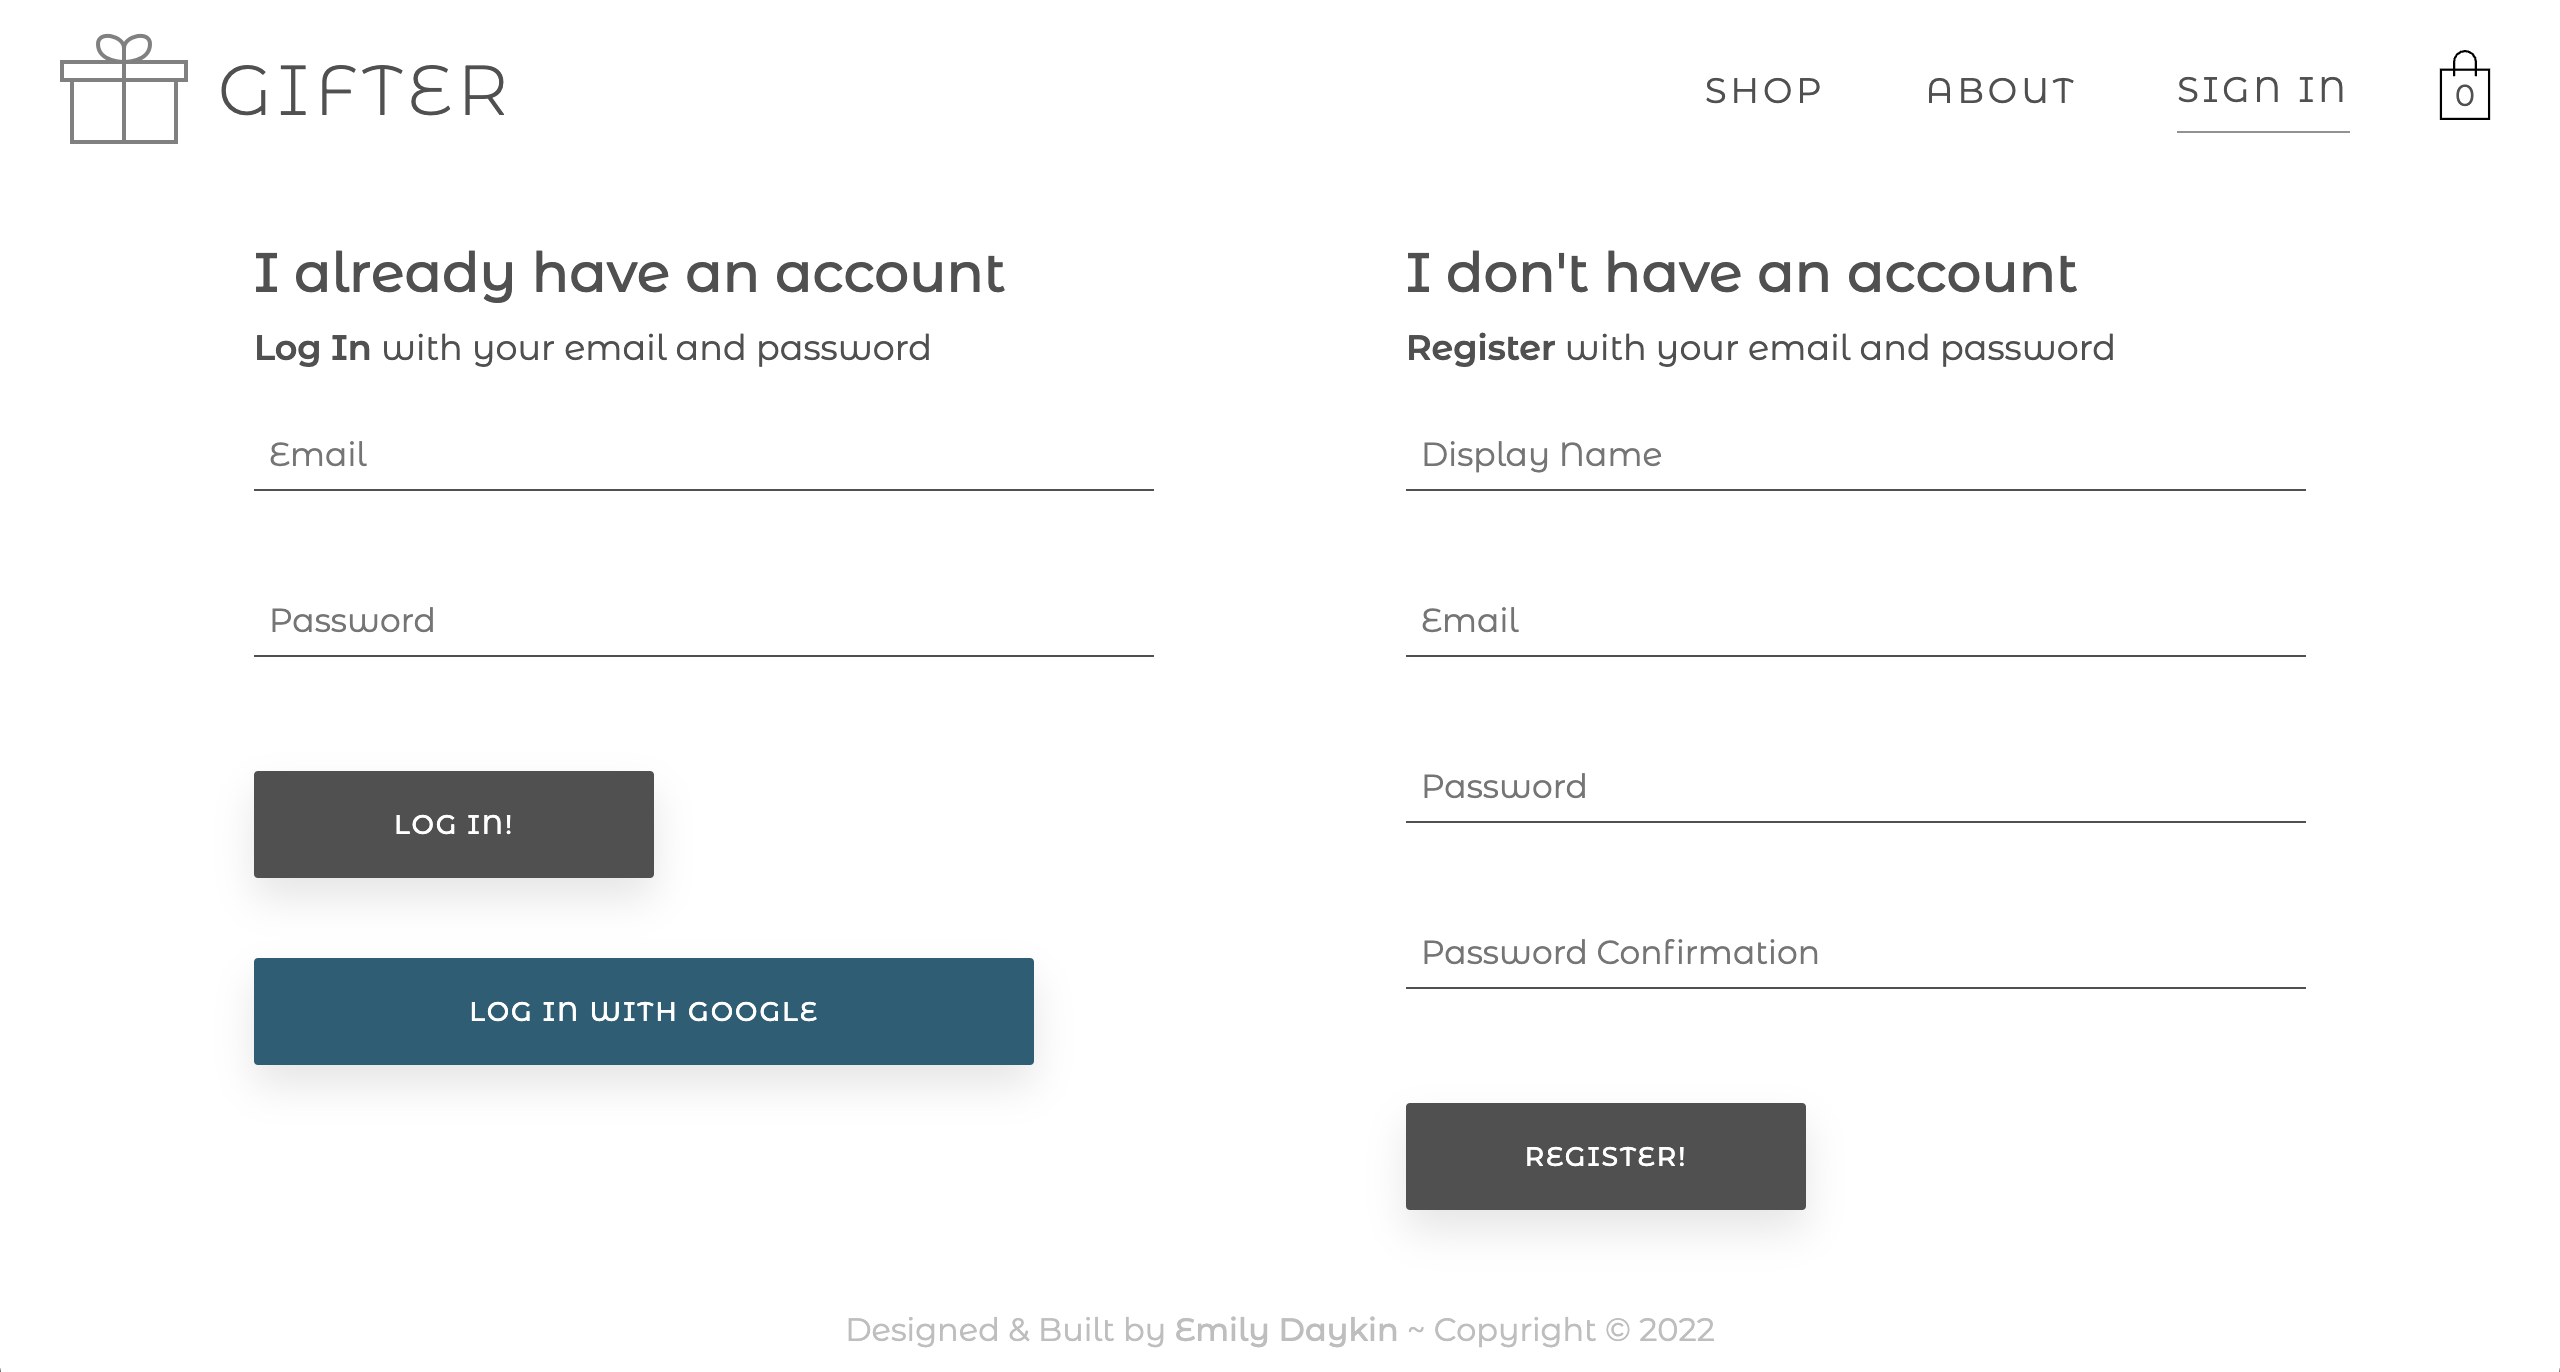 GIFTER
SHOP
ABOUT
SIGN IN
0
I already have an account
Log In with your email and password
Email
Password
LOG IN!
LOG IN WITH GOOGLE
I don't have an account
Register with your email and password
Display Name
Email
Password
Password Confirmation
REGISTER!
Designed & Built by Emily Daykin ~ Copyright © 2022